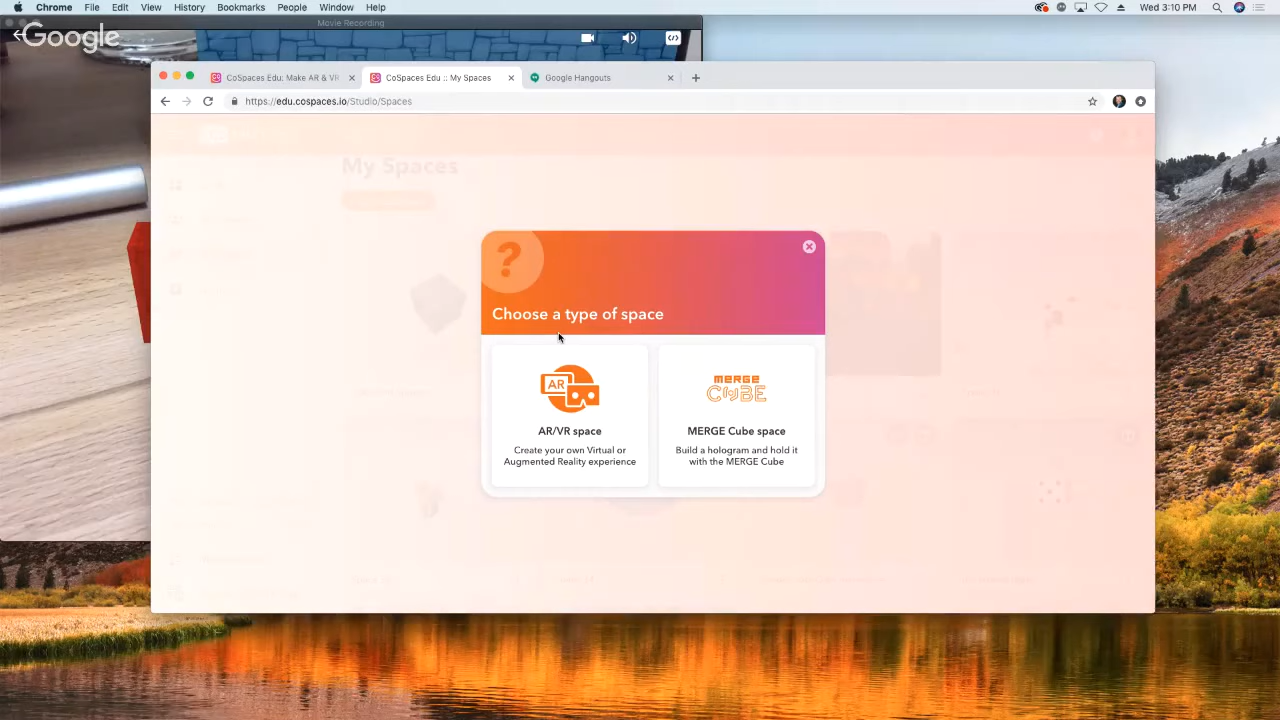 Chrome File Edit View History Bookmarks People Window Help Wed 3:10 PM
Movie Recording
Google
CoSpaces Edu: Make AR & VR
CoSpaces Edu :: My Spaces
Google Hangouts
https://edu.cospaces.io/Studio/Spaces
My Spaces
?
Choose a type of space
AR
MERGE
CUBE
AR/VR space
Create your own Virtual or
Augmented Reality experience
MERGE Cube space
Build a hologram and hold it
with the MERGE Cube